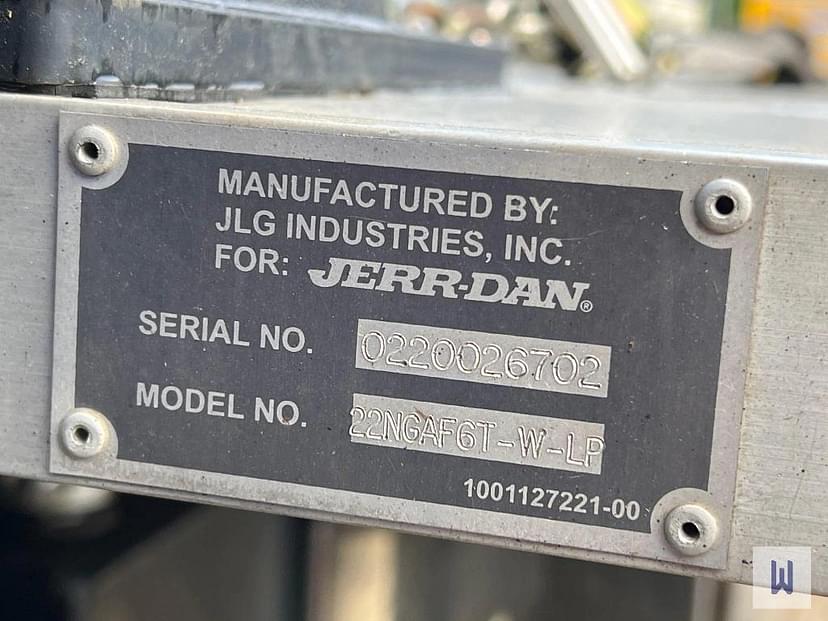 MANUFACTURED BY:
JLG INDUSTRIES, INC.
FOR: JERR-DAN®
SERIAL NO. 0220026702
MODEL NO. 22NGAF6T-W-LP
1001127221-00
W